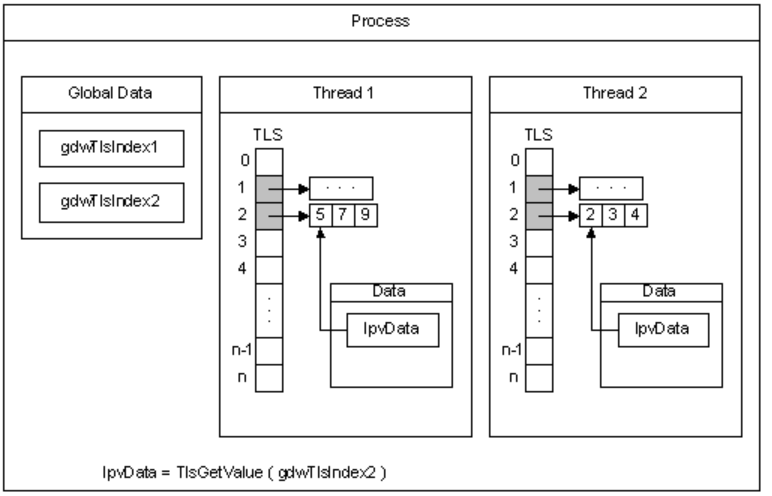 Process
Global Data
gdwTlsIndex1
gdwTlsIndex2
Thread 1
TLS
0
1
. . .
2
5 7 9
3
4
Data
lpvData
. . .
n-1
n
Thread 2
TLS
0
1
. . .
2
2 3 4
3
4
Data
lpvData
. . .
n-1
n
lpvData = TlsGetValue ( gdwTlsIndex2 )